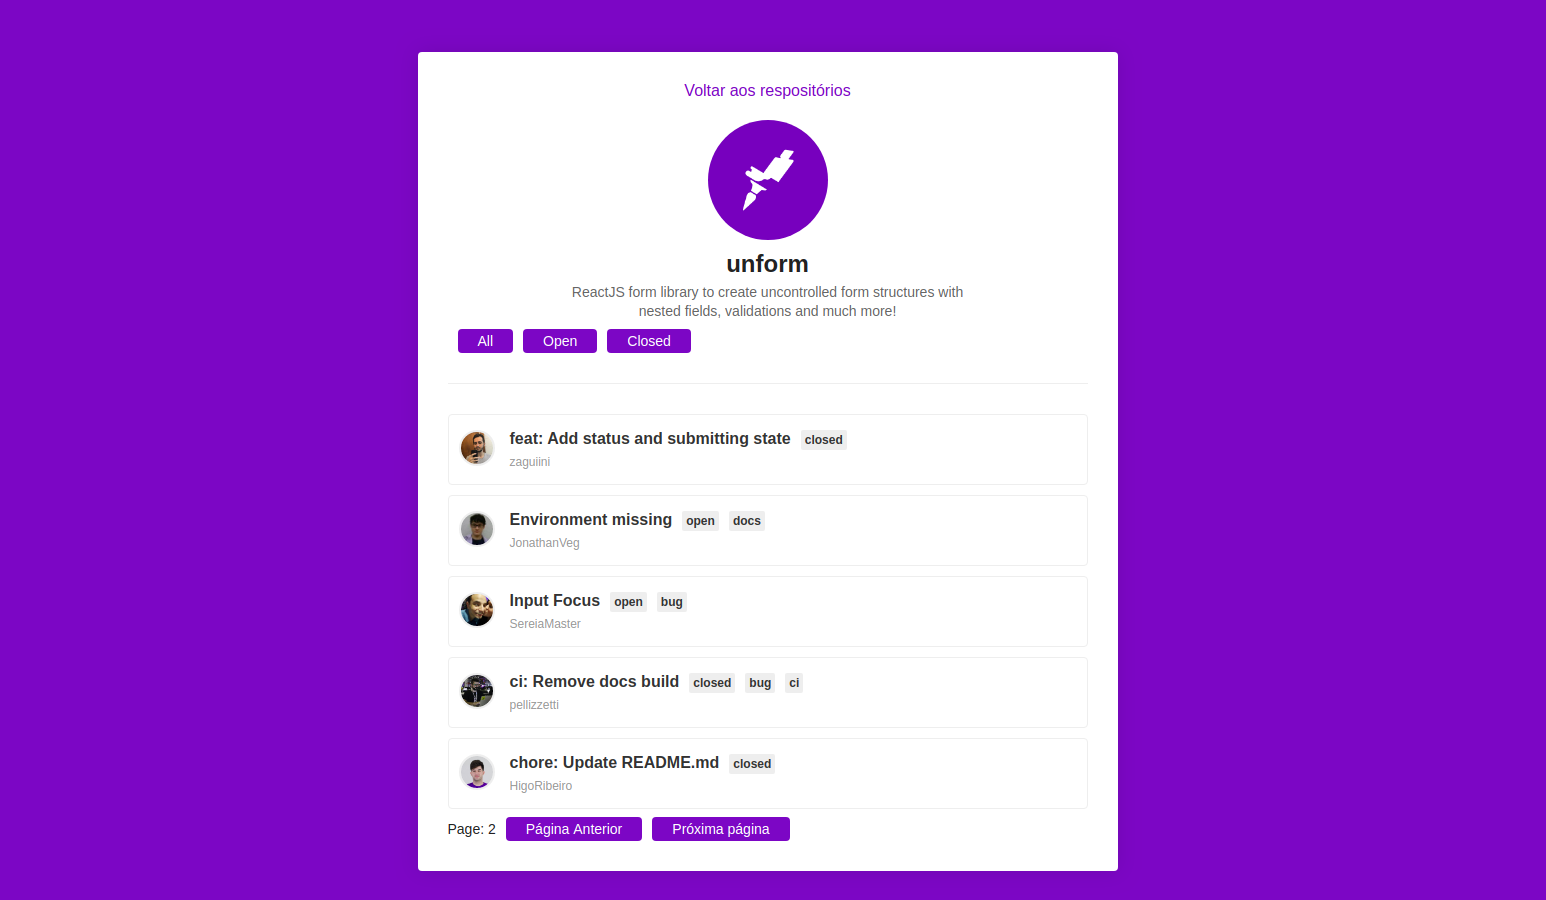 Voltar aos respositórios
unform
ReactJS form library to create uncontrolled form structures with
nested fields, validations and much more!
All Open Closed
feat: Add status and submitting state closed
zaguiini
Environment missing open docs
JonathanVeg
Input Focus open bug
SereiaMaster
ci: Remove docs build closed bug ci
pellizzetti
chore: Update README.md closed
HigoRibeiro
Page: 2 Página Anterior Próxima página